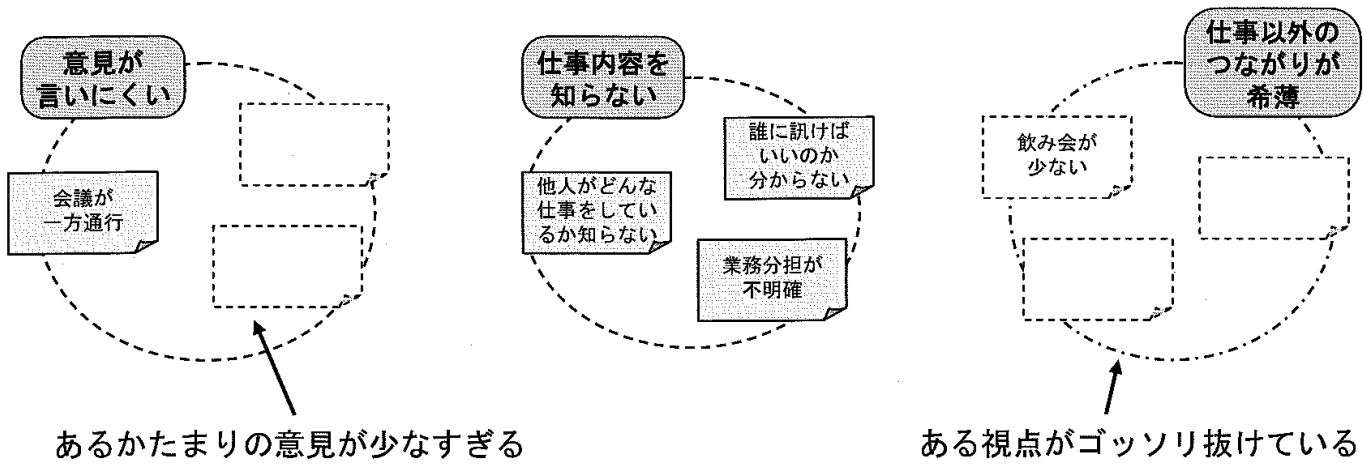 意見が
言いにくい
会議が
一方通行
仕事内容を
知らない
誰に訊けば
いいのか
分からない
他人がどんな
仕事をしてい
るか知らない
業務分担が
不明確
仕事以外の
つながりが
希薄
飲み会が
少ない
あるかたまりの意見が少なすぎる
ある視点がゴッソリ抜けている